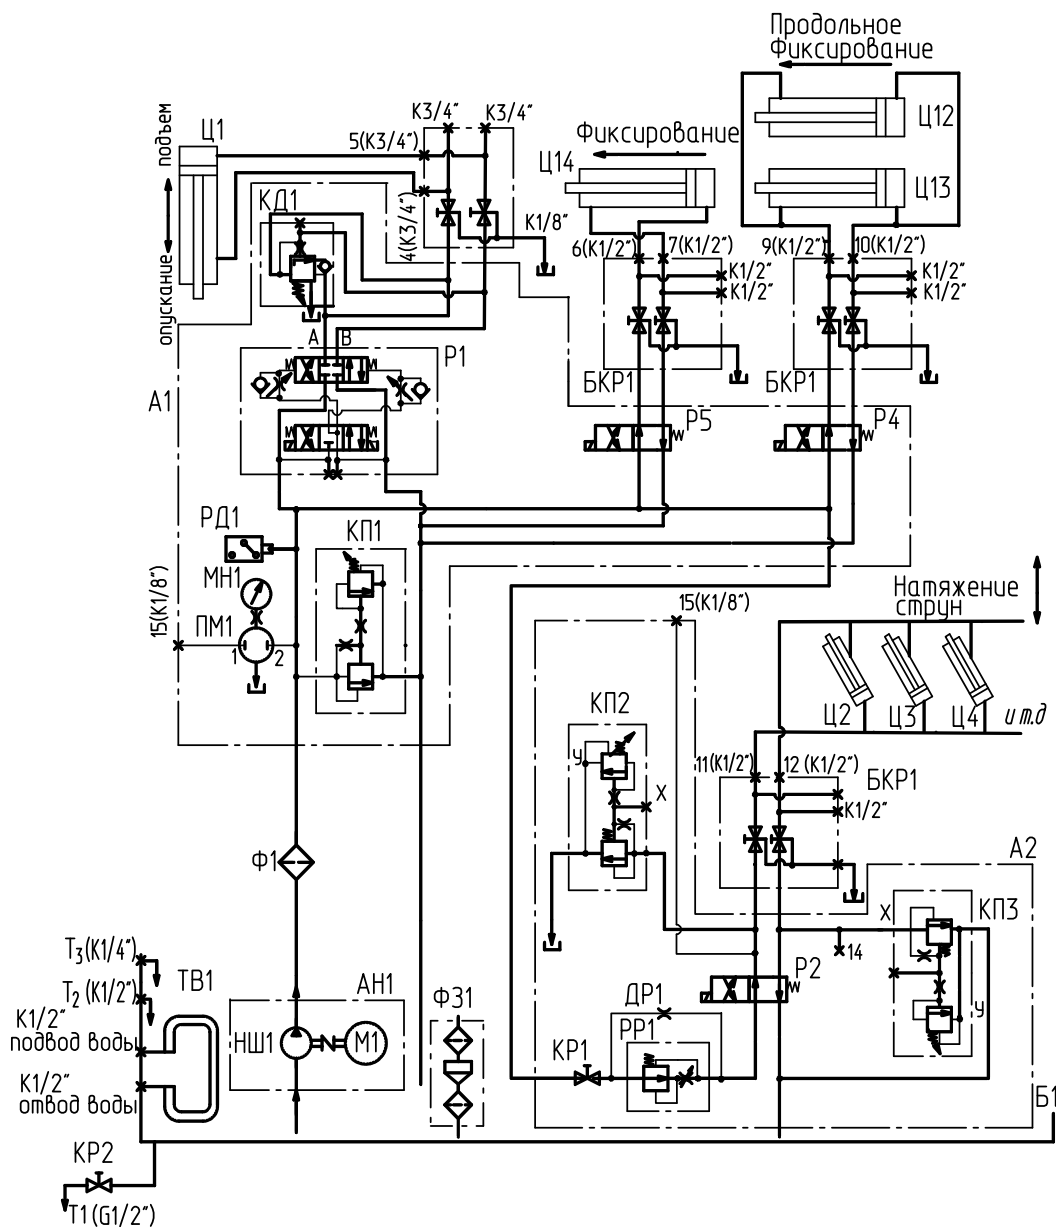 Продольное
Фиксирование
К3/4"
К3/4"
Ц1
подъем
5(К3/4")
Фиксирование
Ц12
Ц14
Ц13
КД1
4(К3/4")
К1/8"
опускание
6(К1/2")
7(К1/2")
9(К1/2")
10(К1/2")
К1/2"
К1/2"
К1/2"
К1/2"
А
В
Р1
БКР1
БКР1
А1
Р5
Р4
РД1
КП1
МН1
15(К1/8")
ПМ1
1
2
15(К1/8")
Натяжение
струн
Ц2
Ц3
Ц4
и т.д
КП2
У
Х
11(К1/2")
12 (К1/2")
БКР1
К1/2"
Ф1
А2
Х
КП3
14
У
Т3(К1/4")
Т2(К1/2")
ТВ1
К1/2"
подвод воды
К1/2"
отвод воды
АН1
НШ1
М1
ФЗ1
Р2
ДР1
РР1
КР1
Б1
КР2
Т1(G1/2")